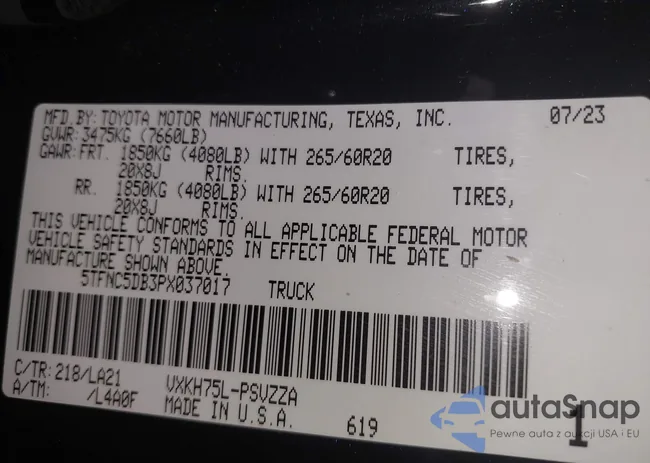 MFD.BY: TOYOTA MOTOR MANUFACTURING, TEXAS, INC. 07/23
GVWR: 3475KG (7660LB)
GAWR: FRT. 1850KG (4080LB) WITH 265/60R20 TIRES,
20X8J RIMS.
RR. 1850KG (4080LB) WITH 265/60R20 TIRES,
20X8J RIMS.
THIS VEHICLE CONFORMS TO ALL APPLICABLE FEDERAL MOTOR
VEHICLE SAFETY STANDARDS IN EFFECT ON THE DATE OF
MANUFACTURE SHOWN ABOVE.
5TFNC5DB3PX037017 TRUCK
C/TR: 218/LA21 VXKH75L-PSVZZA
A/TM: /L4A0F MADE IN U.S.A. 619 1
autaSnap
Pewne auta z aukcji USA i EU